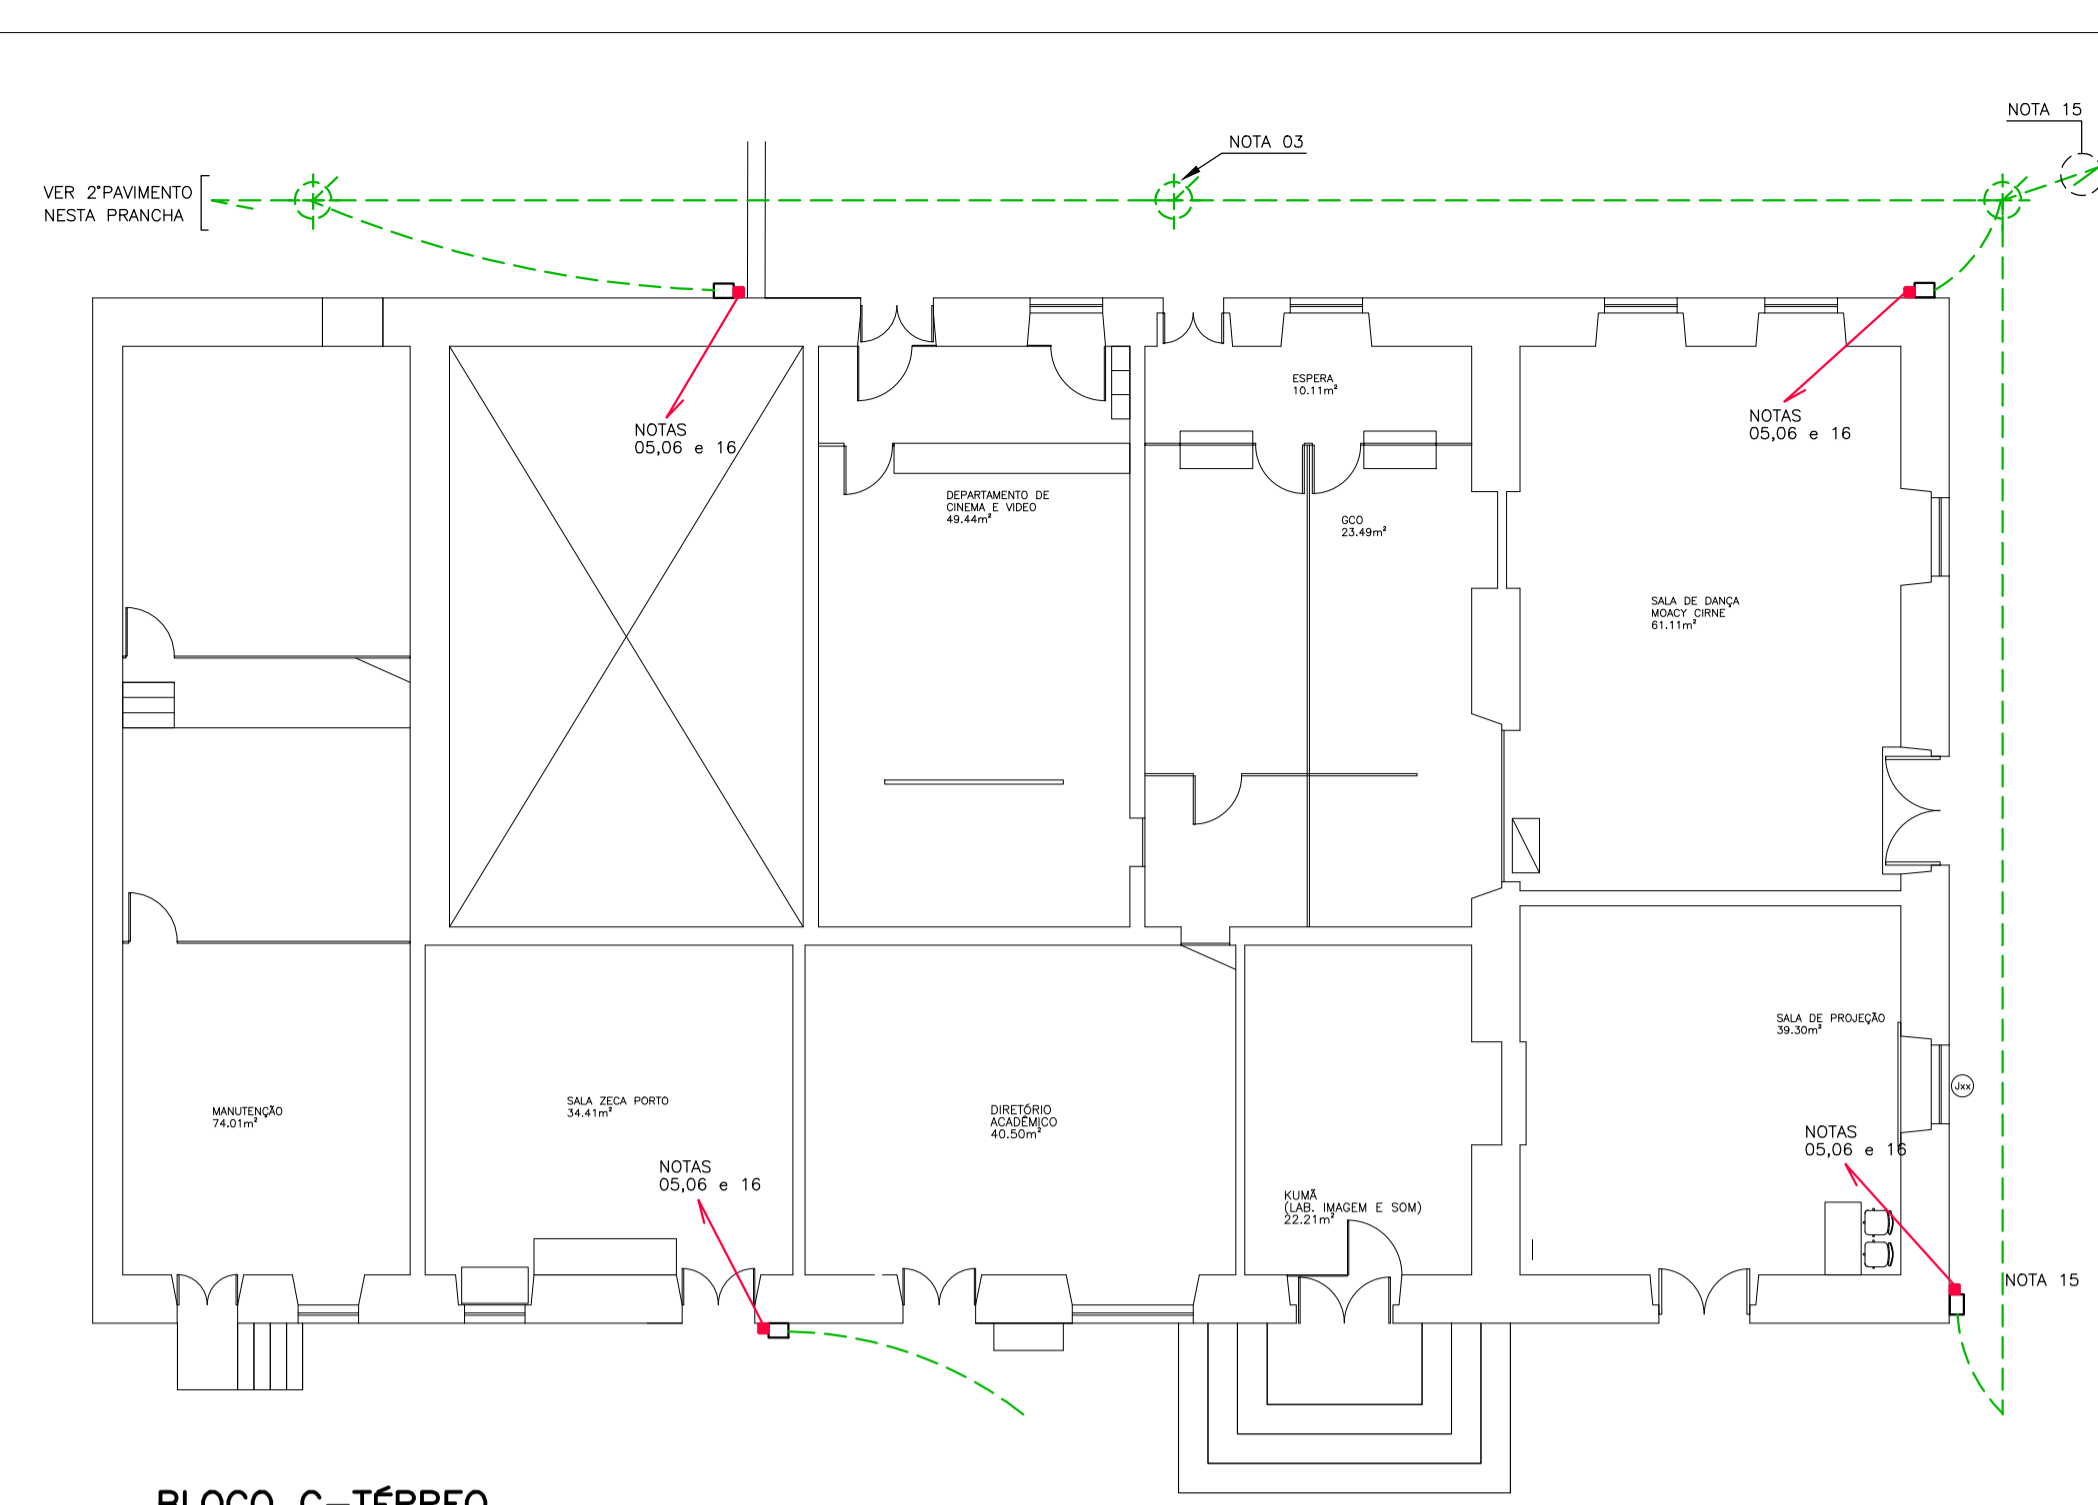 NOTA 15
NOTA 03
VER 2°PAVIMENTO
NESTA PRANCHA
ESPERA
10.11m²
NOTAS
05,06 e 16
NOTAS
05,06 e 16
DEPARTAMENTO DE
CINEMA E VIDEO
49.44m²
GCO
23.49m²
SALA DE DANÇA
MOACY CIRNE
61.11m²
SALA DE PROJEÇÃO
39.30m²
Jxx
MANUTENÇÃO
74.01m²
SALA ZECA PORTO
34.41m²
DIRETÓRIO
ACADÊMICO
40.50m²
NOTAS
05,06 e 16
NOTAS
05,06 e 16
KUMÃ
(LAB. IMAGEM E SOM)
22.21m²
NOTA 15
BLOCO C-TÉRREO